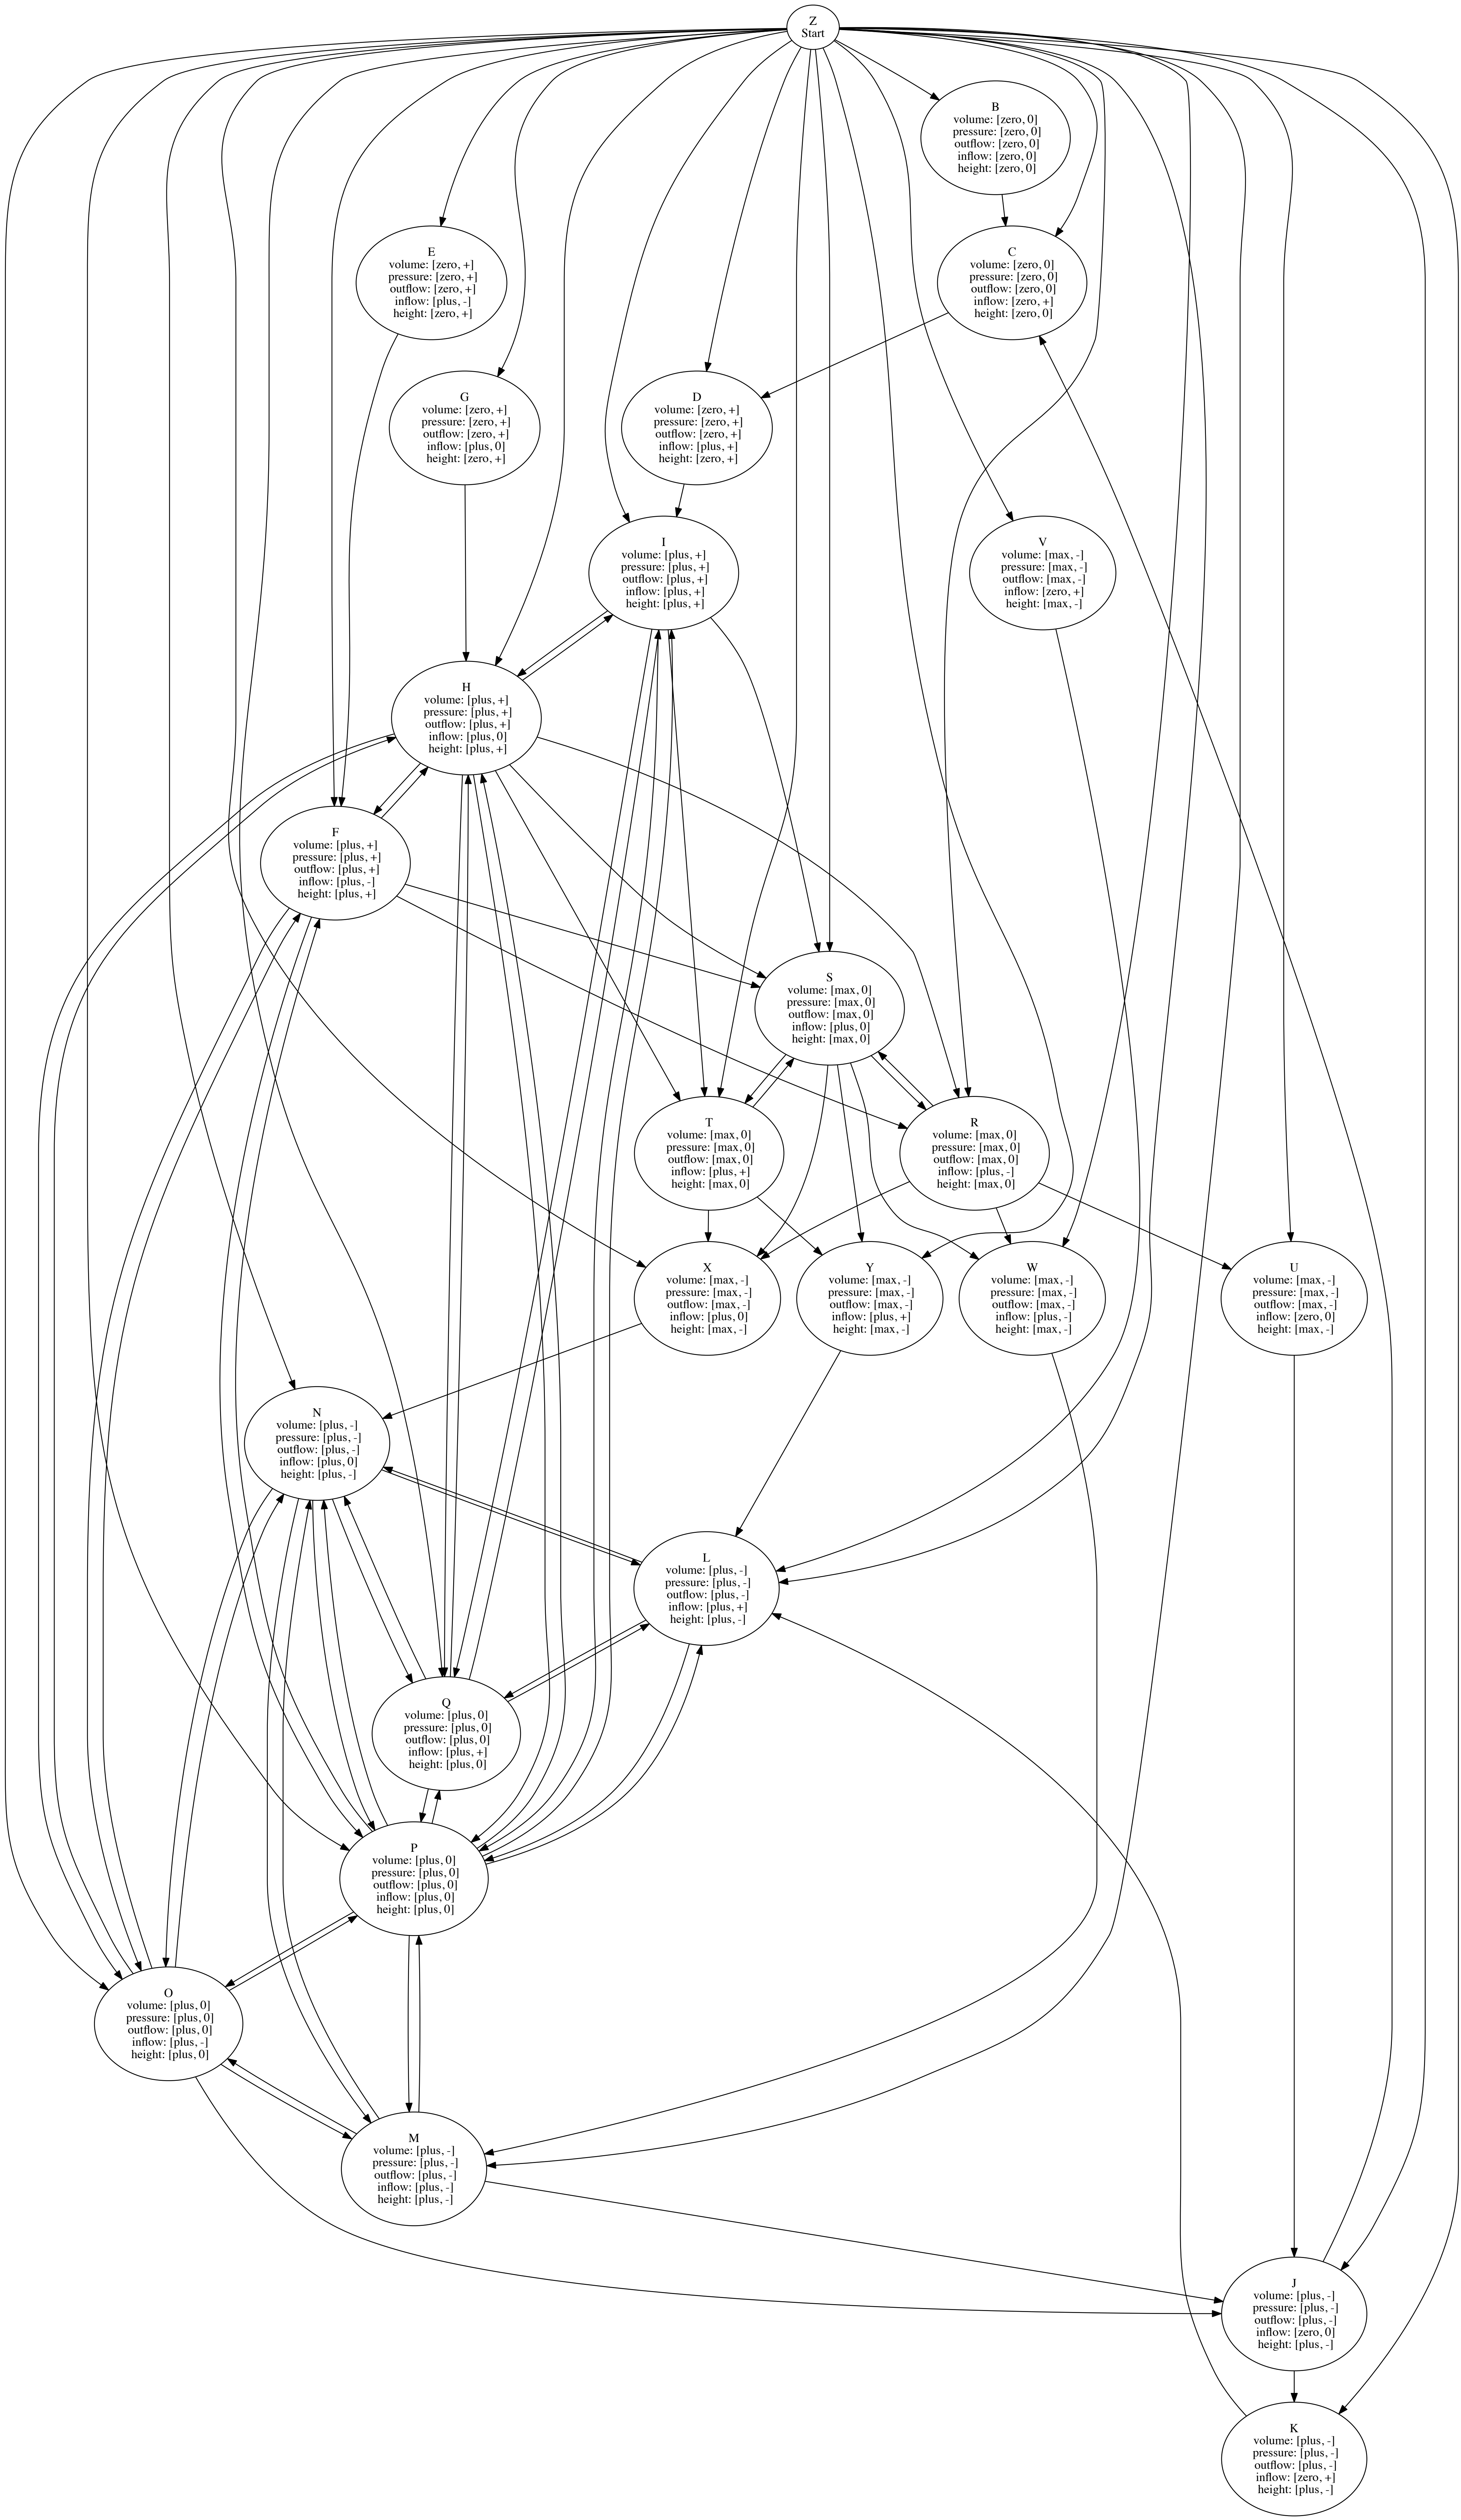 Z
Start
B
volume: [zero, 0]
pressure: [zero, 0]
outflow: [zero, 0]
inflow: [zero, 0]
height: [zero, 0]
E
volume: [zero, +]
pressure: [zero, +]
outflow: [zero, +]
inflow: [plus, -]
height: [zero, +]
C
volume: [zero, 0]
pressure: [zero, 0]
outflow: [zero, 0]
inflow: [zero, +]
height: [zero, 0]
G
volume: [zero, +]
pressure: [zero, +]
outflow: [zero, +]
inflow: [plus, 0]
height: [zero, +]
D
volume: [zero, +]
pressure: [zero, +]
outflow: [zero, +]
inflow: [plus, +]
height: [zero, +]
I
volume: [plus, +]
pressure: [plus, +]
outflow: [plus, +]
inflow: [plus, +]
height: [plus, +]
V
volume: [max, -]
pressure: [max, -]
outflow: [max, -]
inflow: [zero, +]
height: [max, -]
H
volume: [plus, +]
pressure: [plus, +]
outflow: [plus, +]
inflow: [plus, 0]
height: [plus, +]
F
volume: [plus, +]
pressure: [plus, +]
outflow: [plus, +]
inflow: [plus, -]
height: [plus, +]
S
volume: [max, 0]
pressure: [max, 0]
outflow: [max, 0]
inflow: [plus, 0]
height: [max, 0]
T
volume: [max, 0]
pressure: [max, 0]
outflow: [max, 0]
inflow: [plus, +]
height: [max, 0]
R
volume: [max, 0]
pressure: [max, 0]
outflow: [max, 0]
inflow: [plus, -]
height: [max, 0]
X
volume: [max, -]
pressure: [max, -]
outflow: [max, -]
inflow: [plus, 0]
height: [max, -]
Y
volume: [max, -]
pressure: [max, -]
outflow: [max, -]
inflow: [plus, +]
height: [max, -]
W
volume: [max, -]
pressure: [max, -]
outflow: [max, -]
inflow: [plus, -]
height: [max, -]
U
volume: [max, -]
pressure: [max, -]
outflow: [max, -]
inflow: [zero, 0]
height: [max, -]
N
volume: [plus, -]
pressure: [plus, -]
outflow: [plus, -]
inflow: [plus, 0]
height: [plus, -]
L
volume: [plus, -]
pressure: [plus, -]
outflow: [plus, -]
inflow: [plus, +]
height: [plus, -]
Q
volume: [plus, 0]
pressure: [plus, 0]
outflow: [plus, 0]
inflow: [plus, +]
height: [plus, 0]
P
volume: [plus, 0]
pressure: [plus, 0]
outflow: [plus, 0]
inflow: [plus, 0]
height: [plus, 0]
O
volume: [plus, 0]
pressure: [plus, 0]
outflow: [plus, 0]
inflow: [plus, -]
height: [plus, 0]
M
volume: [plus, -]
pressure: [plus, -]
outflow: [plus, -]
inflow: [plus, -]
height: [plus, -]
J
volume: [plus, -]
pressure: [plus, -]
outflow: [plus, -]
inflow: [zero, 0]
height: [plus, -]
K
volume: [plus, -]
pressure: [plus, -]
outflow: [plus, -]
inflow: [zero, +]
height: [plus, -]